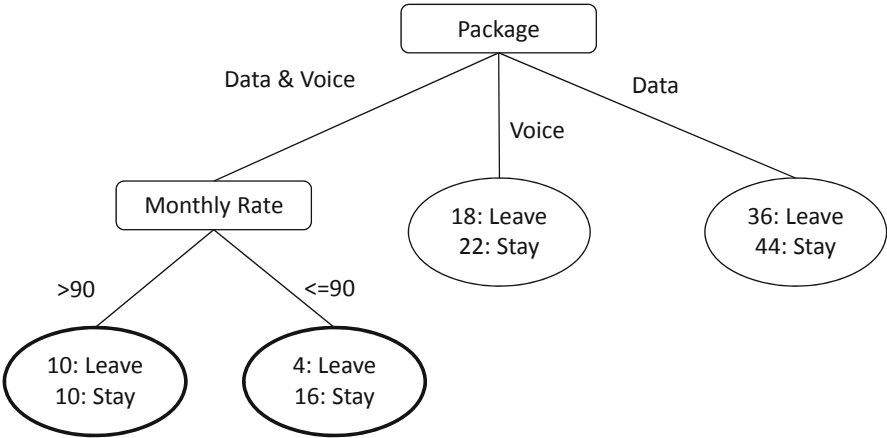 Package
Data & Voice
Data
Voice
Monthly Rate
18: Leave
22: Stay
36: Leave
44: Stay
>90
<=90
10: Leave
10: Stay
4: Leave
16: Stay